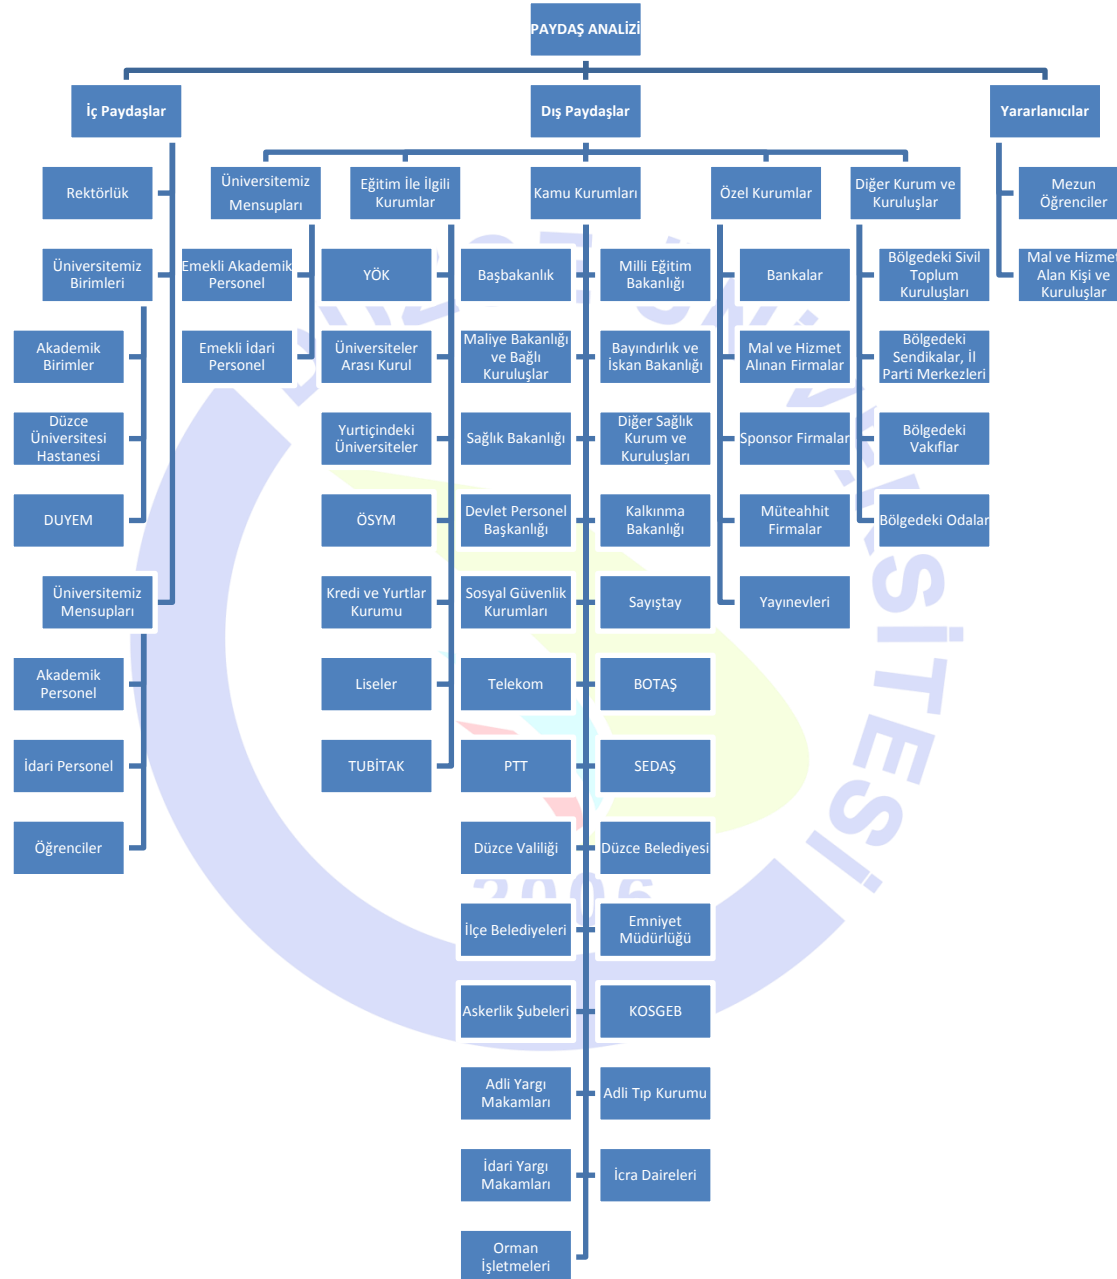 PAYDAŞ ANALİZİ
İç Paydaşlar
Dış Paydaşlar
Yararlanıcılar
Rektörlük
Üniversitemiz
Mensupları
Eğitim İle İlgili
Kurumlar
Kamu Kurumları
Özel Kurumlar
Diğer Kurum ve
Kuruluşlar
Mezun
Öğrenciler
Üniversitemiz
Birimleri
Emekli Akademik
Personel
YÖK
Başbakanlık
Milli Eğitim
Bakanlığı
Bankalar
Bölgedeki Sivil
Toplum
Kuruluşları
Mal ve Hizmet
Alan Kişi ve
Kuruluşlar
Akademik
Birimler
Emekli İdari
Personel
Üniversiteler
Arası Kurul
Maliye Bakanlığı
ve Bağlı
Kuruluşlar
Bayındırlık ve
İskan Bakanlığı
Mal ve Hizmet
Alınan Firmalar
Bölgedeki
Sendikalar, İl
Parti Merkezleri
Düzce
Üniversitesi
Hastanesi
Yurtiçindeki
Üniversiteler
Sağlık Bakanlığı
Diğer Sağlık
Kurum ve
Kuruluşları
Sponsor Firmalar
Bölgedeki
Vakıflar
DUYEM
ÖSYM
Devlet Personel
Başkanlığı
Kalkınma
Bakanlığı
Müteahhit
Firmalar
Bölgedeki Odalar
Üniversitemiz
Mensupları
Kredi ve Yurtlar
Kurumu
Sosyal Güvenlik
Kurumları
Sayıştay
Yayınevleri
Akademik
Personel
Liseler
Telekom
BOTAŞ
İdari Personel
TUBİTAK
PTT
SEDAŞ
Öğrenciler
Düzce Valiliği
Düzce Belediyesi
İlçe Belediyeleri
Emniyet
Müdürlüğü
Askerlik Şubeleri
KOSGEB
Adli Yargı
Makamları
Adli Tıp Kurumu
İdari Yargı
Makamları
İcra Daireleri
Orman
İşletmeleri
2006